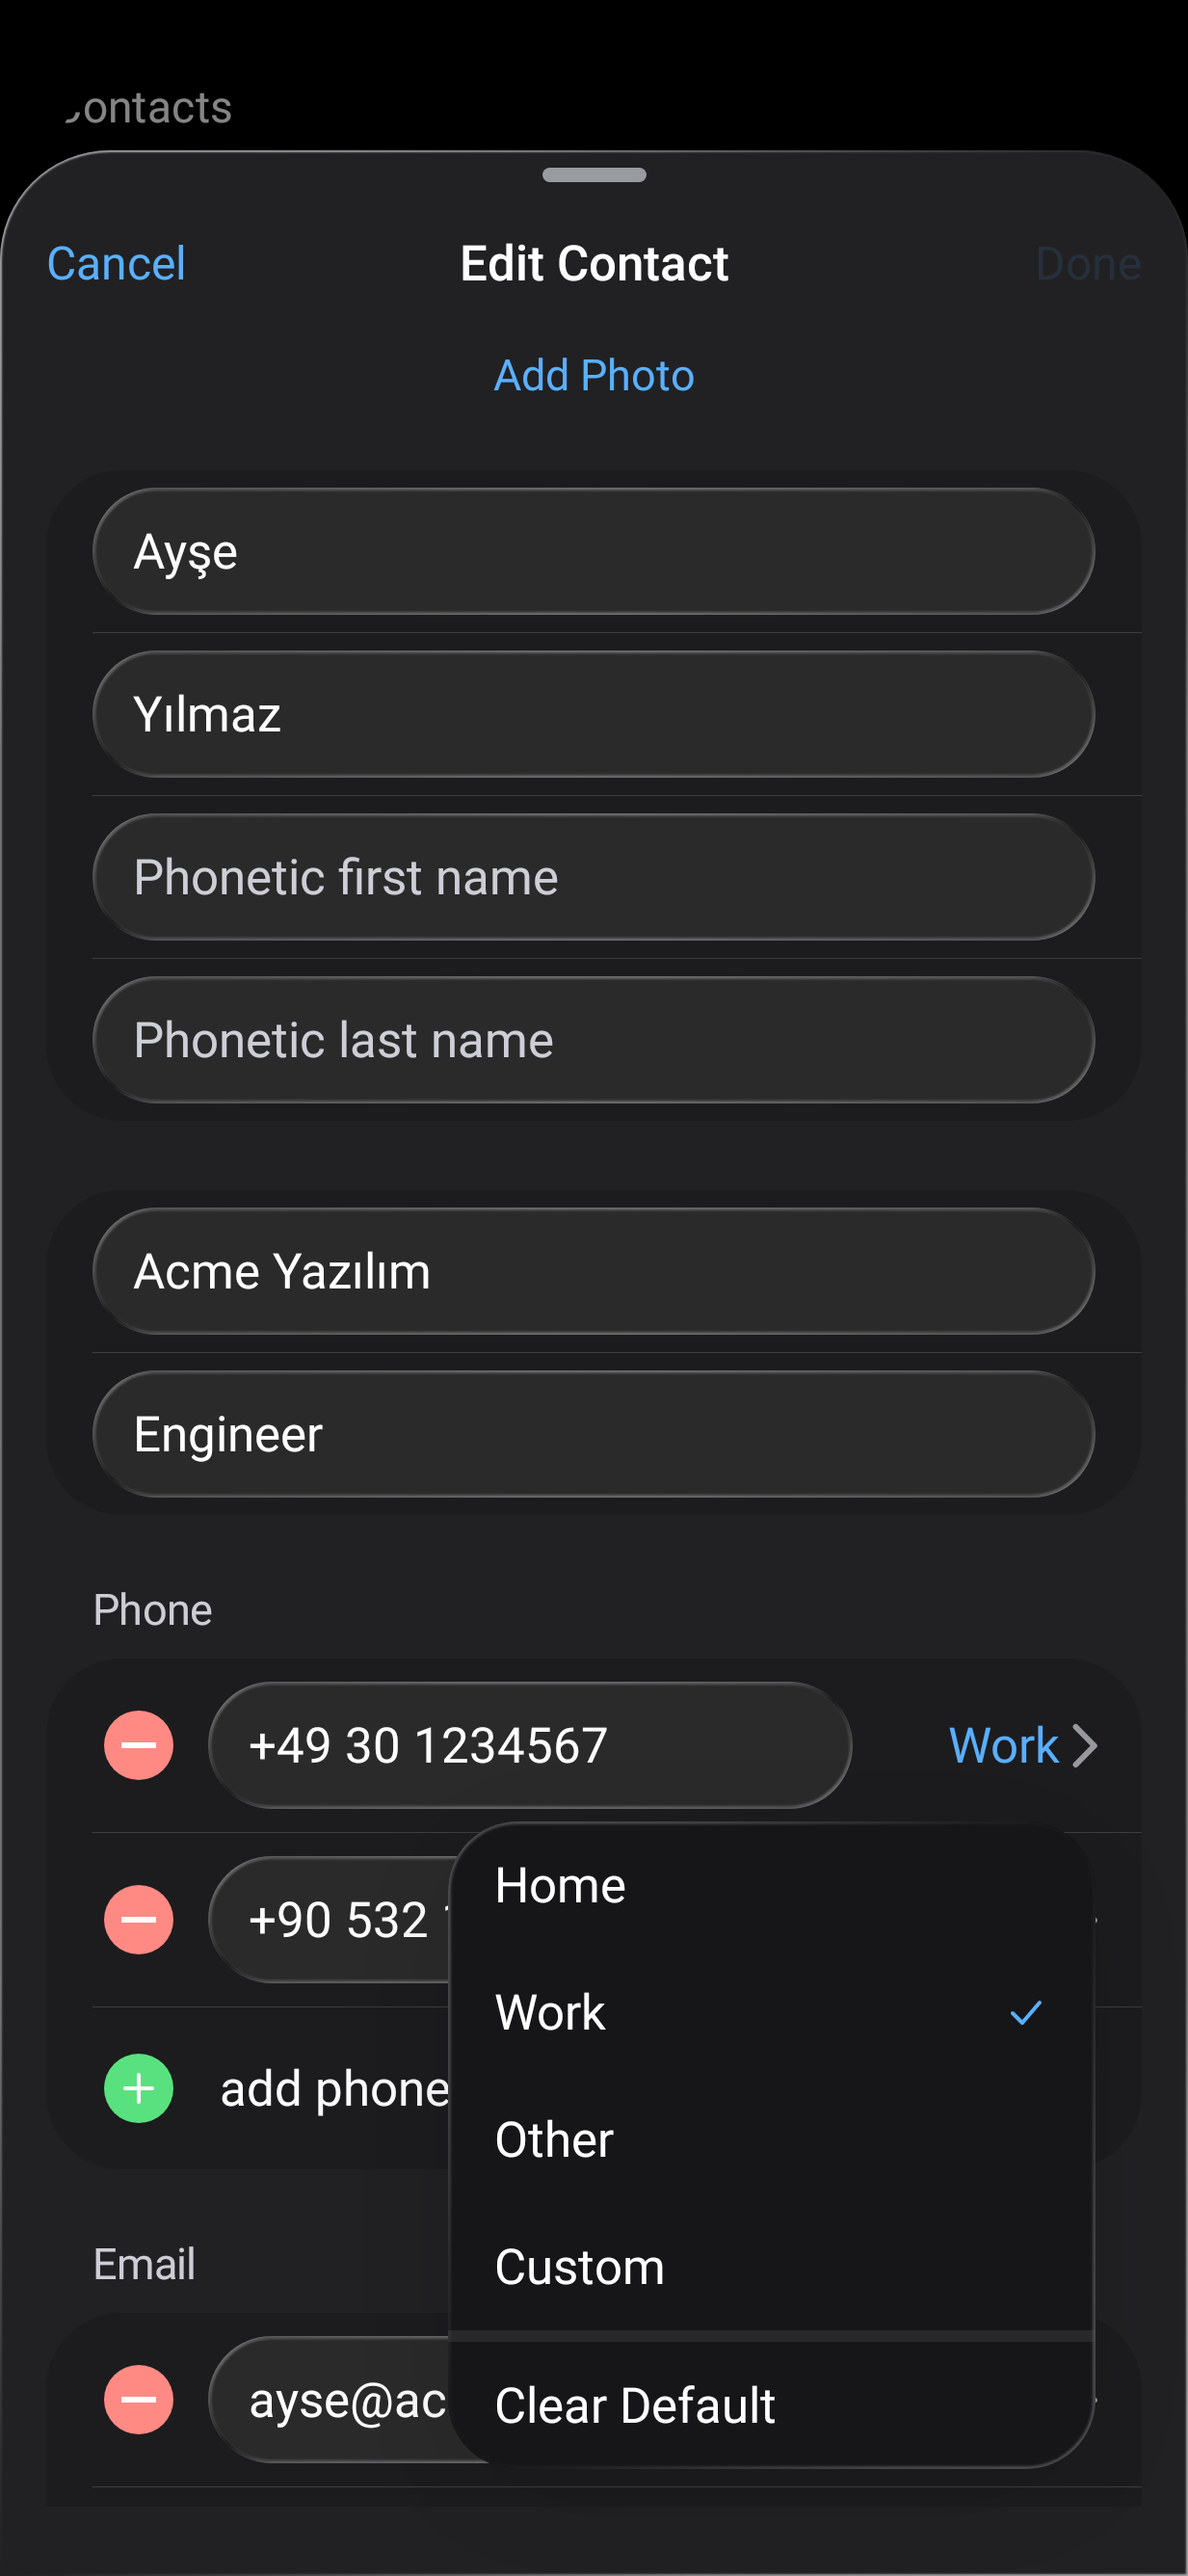 ontacts
Cancel
Edit Contact
Done
Add Photo
Ayşe
Yılmaz
Phonetic first name
Phonetic last name
Acme Yazılım
Engineer
Phone
+49 30 1234567
Work
Home
+90 532
Work
Other
add phone
Custom
Email
Clear Default
ayse@ac